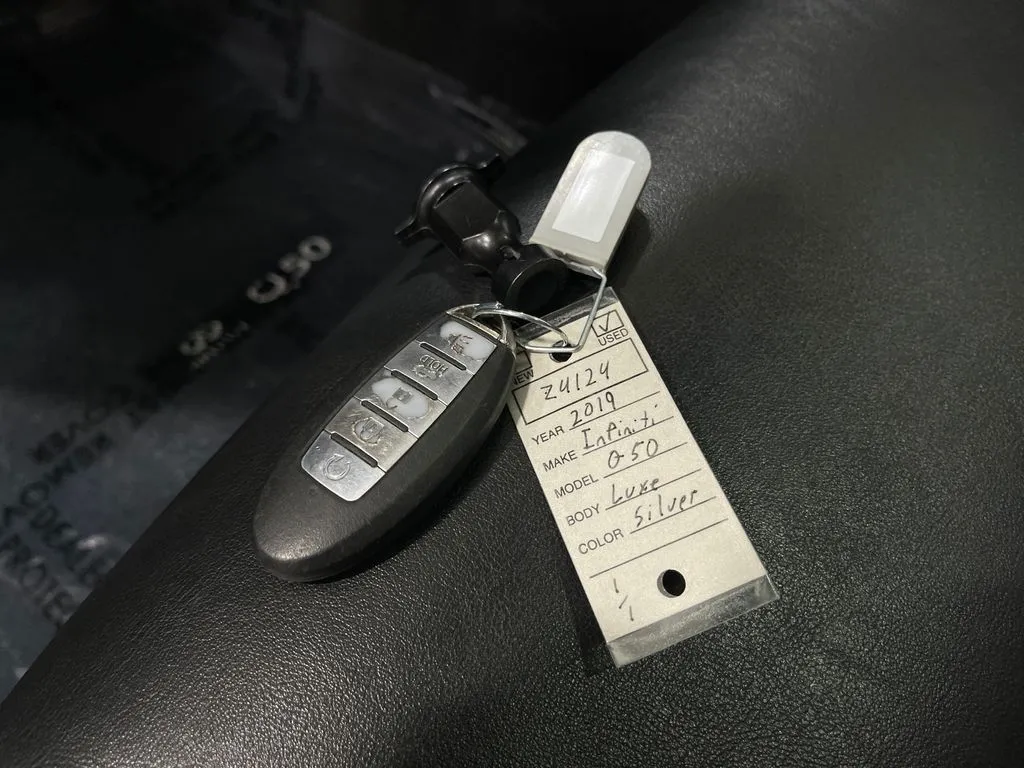 Q50
HOLD
NEW
USED
Z4124
YEAR 2019
MAKE Infiniti
MODEL Q50
BODY Luxe
COLOR Silver
1/1